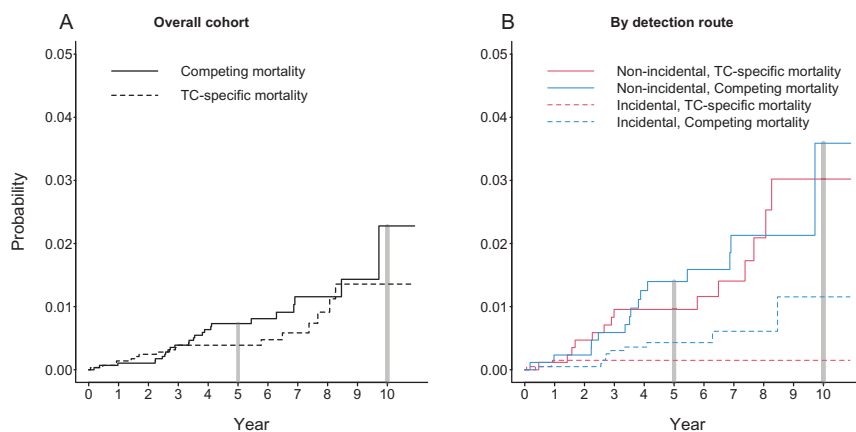 A
Overall cohort
0.05
0.04
0.03
0.02
0.01
0.00
Probability
Competing mortality
TC-specific mortality
0 1 2 3 4 5 6 7 8 9 10
Year
B
By detection route
0.05
0.04
0.03
0.02
0.01
0.00
Non-incidental, TC-specific mortality
Non-incidental, Competing mortality
Incidental, TC-specific mortality
Incidental, Competing mortality
0 1 2 3 4 5 6 7 8 9 10
Year